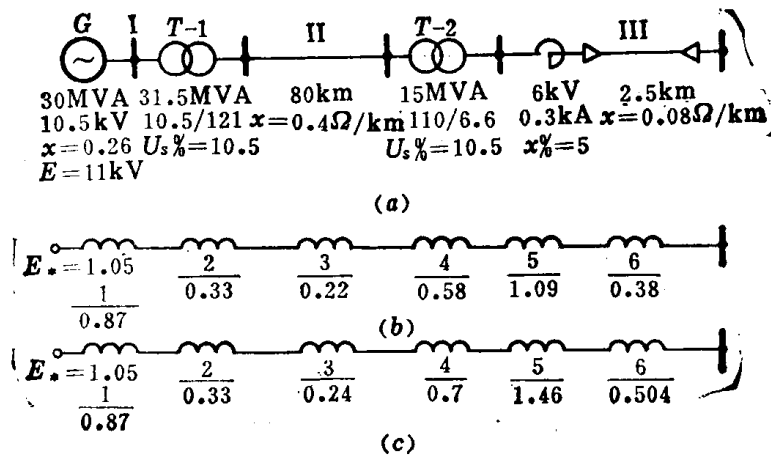 G I T-1 II T-2 III
~
30MVA 31.5MVA 80km 15MVA 6kV 2.5km
10.5kV 10.5/121 x=0.4Ω/km 110/6.6 0.3kA x=0.08Ω/km
x=0.26 Us%=10.5 Us%=10.5 x%=5
E=11kV
(a)
E*=1.05 2/0.33 3/0.22 4/0.58 5/1.09 6/0.38
1/0.87
(b)
E*=1.05 2/0.33 3/0.24 4/0.7 5/1.46 6/0.504
1/0.87
(c)